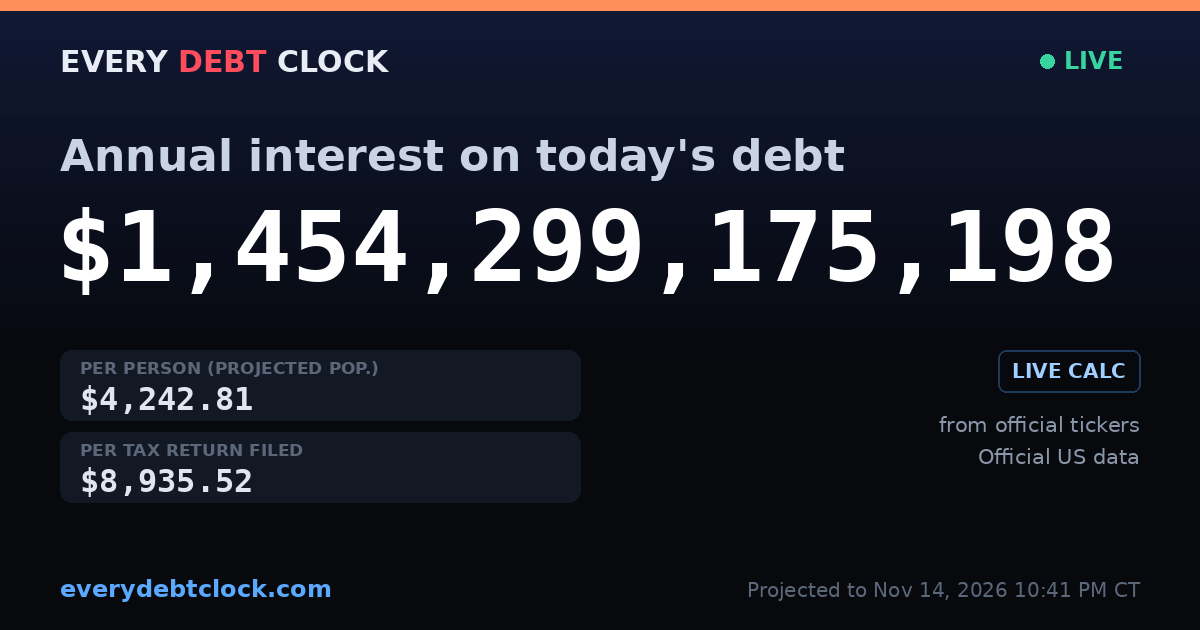 EVERY DEBT CLOCK
LIVE
Annual interest on today's debt
$1,454,299,175,198
PER PERSON (PROJECTED POP.)
$4,242.81
PER TAX RETURN FILED
$8,935.52
LIVE CALC
from official tickers
Official US data
everydebtclock.com
Projected to Nov 14, 2026 10:41 PM CT